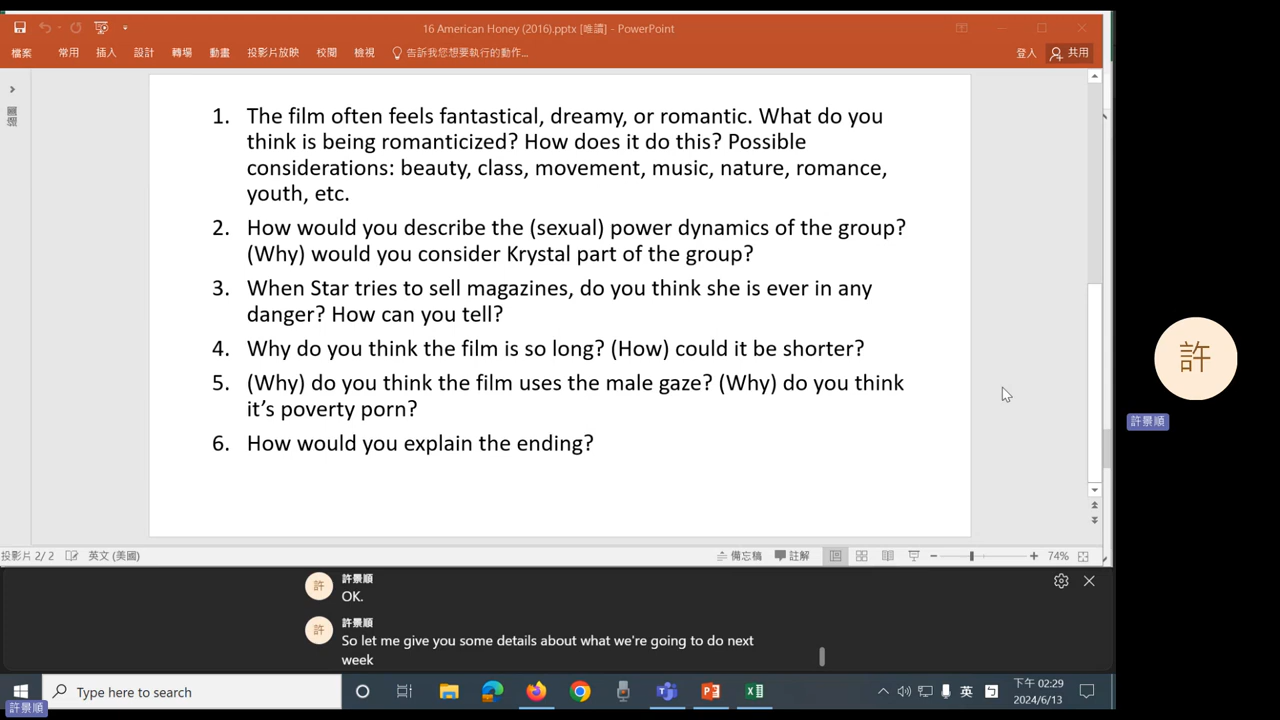 16 American Honey (2016).pptx [唯讀] - PowerPoint
檔案 常用 插入 設計 轉場 動畫 投影片放映 校閱 檢視 告訴我您想要執行的動作... 登入 共用
1. The film often feels fantastical, dreamy, or romantic. What do you
think is being romanticized? How does it do this? Possible
considerations: beauty, class, movement, music, nature, romance,
youth, etc.
2. How would you describe the (sexual) power dynamics of the group?
(Why) would you consider Krystal part of the group?
3. When Star tries to sell magazines, do you think she is ever in any
danger? How can you tell?
4. Why do you think the film is so long? (How) could it be shorter?
5. (Why) do you think the film uses the male gaze? (Why) do you think
it's poverty porn?
6. How would you explain the ending?
許
許景順
投影片 2/ 2 英文 (美國) 備忘稿 註解 74%
許 許景順
OK.
許 許景順
So let me give you some details about what we're going to do next
week
Type here to search
英
下午 02:29
2024/6/13
許景順